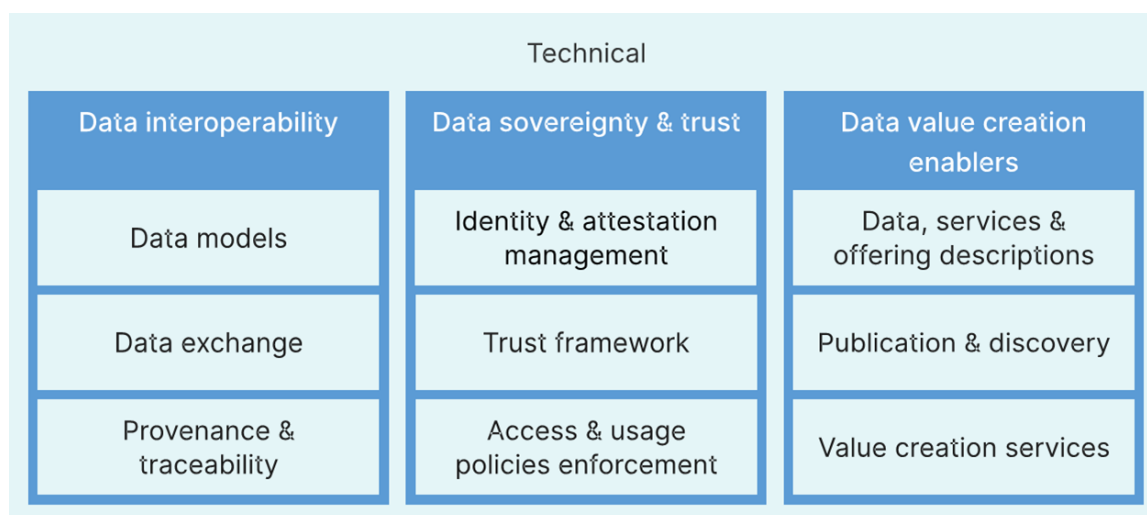 Technical
Data interoperability
Data models
Data exchange
Provenance &
traceability
Data sovereignty & trust
Identity & attestation
management
Trust framework
Access & usage
policies enforcement
Data value creation
enablers
Data, services &
offering descriptions
Publication & discovery
Value creation services